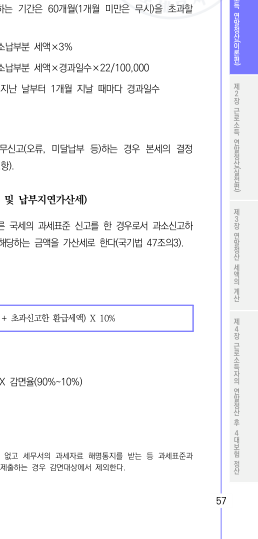 하는 기간은 60개월(1개월 미만은 무시)을 초과할
소납부분 세액×3%
소납부분 세액×경과일수×22/100,000
지난 날부터 1개월 지날 때마다 경과일수
무신고(오류, 미달납부 등)하는 경우 본세의 결정
항).
및 납부지연가산세)
른 국세의 과세표준 신고를 한 경우로서 과소신고하
해당하는 금액을 가산세로 한다(국기법 47조의3).
+ 초과신고한 환급세액) X 10%
X 감면율(90%~10%)
없고 세무서의 과세자료 해명통지를 받는 등 과세표준과
제출하는 경우 감면대상에서 제외한다.
제2장 근로소득 연말정산
제3장 연말정산 세액의 계산
제4장 근로소득자의 연말정산 후 4대보험 정산
57